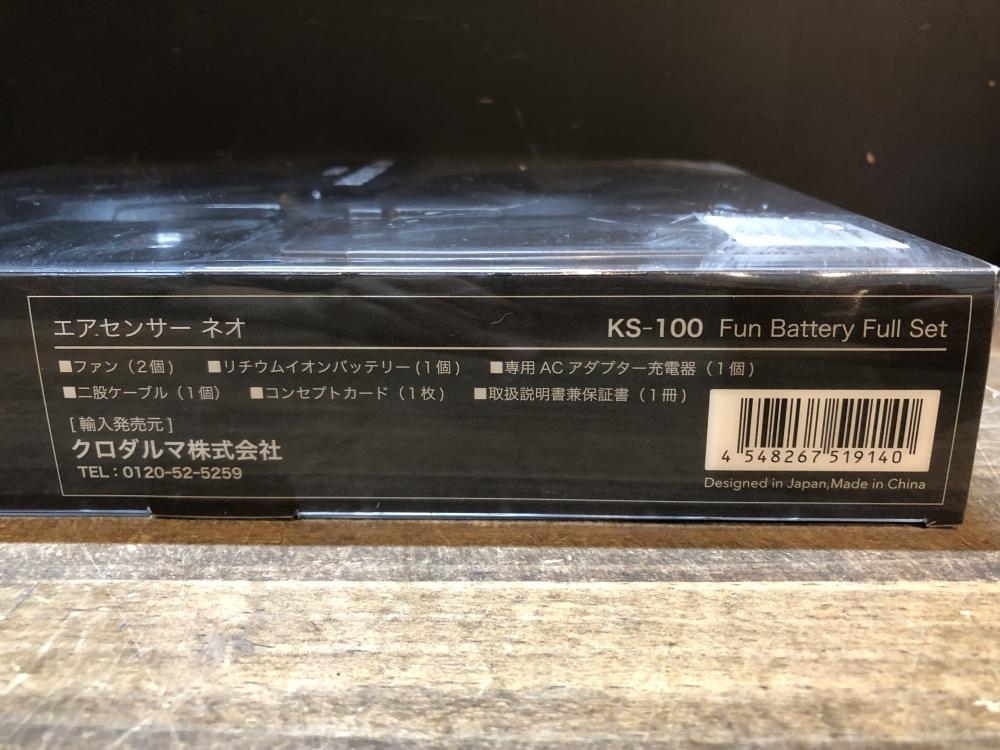 エアセンサー ネオ KS-100 Fun Battery Full Set
■ファン（2個） ■リチウムイオンバッテリー（1個） ■専用ACアダプター充電器（1個）
■二股ケーブル（1個） ■コンセプトカード（1枚） ■取扱説明書兼保証書（1冊）
[輸入発売元]
クロダルマ株式会社
TEL：0120-52-5259
4 548267 519140
Designed in Japan,Made in China